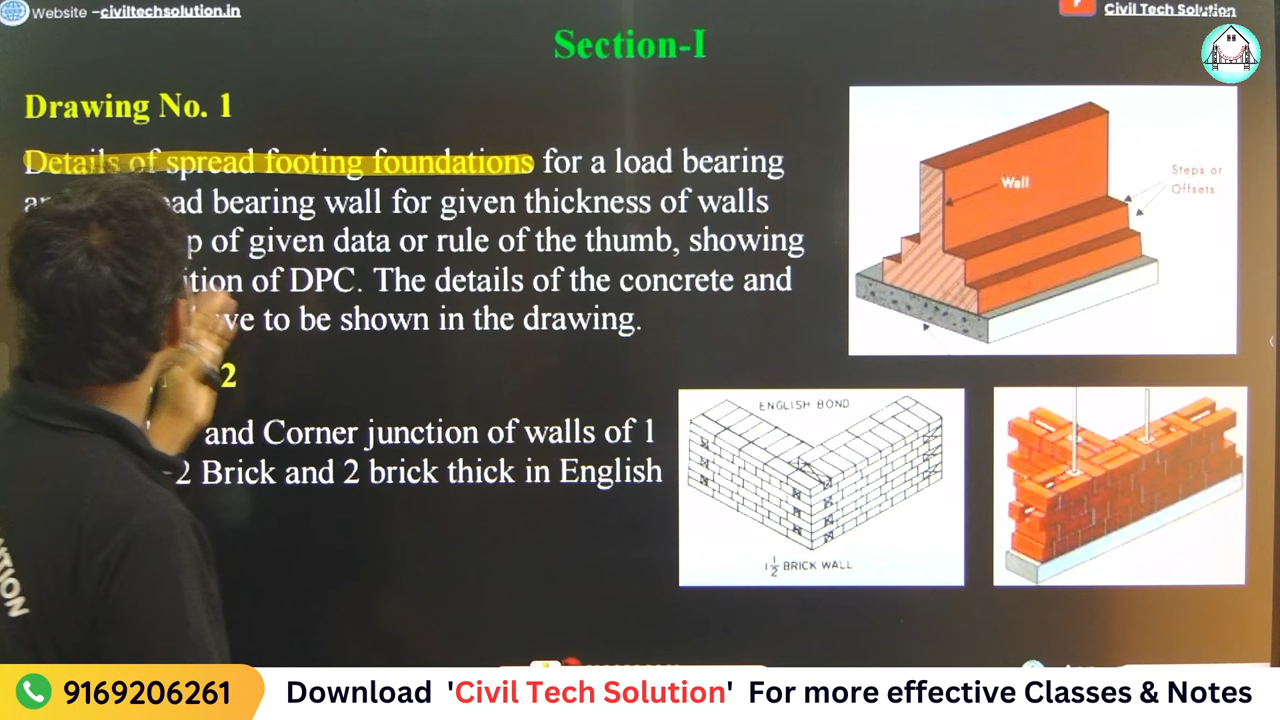 Website -civiltechsolution.in
Civil Tech Solution
Section-I
Drawing No. 1
Details of spread footing foundations for a load bearing
bearing wall for given thickness of walls
of given data or rule of the thumb, showing
of DPC. The details of the concrete and
to be shown in the drawing.
2
and Corner junction of walls of 1
2 Brick and 2 brick thick in English
Wall
Steps or
Offsets
ENGLISH BOND
1 1/2 BRICK WALL
9169206261
Download 'Civil Tech Solution' For more effective Classes & Notes